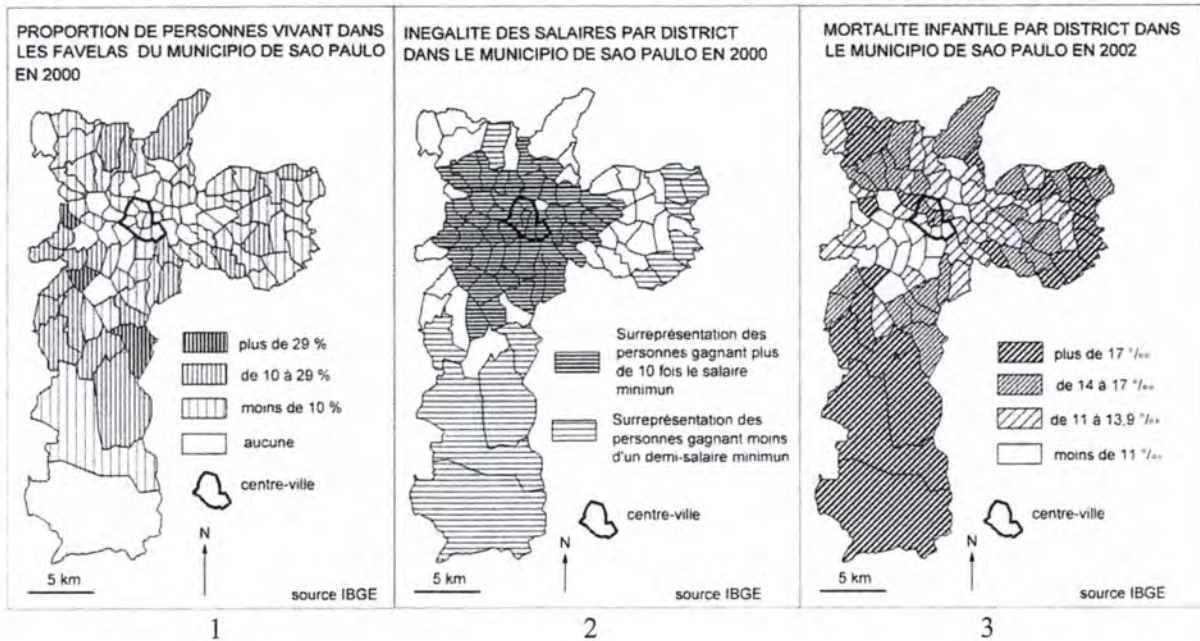 PROPORTION DE PERSONNES VIVANT DANS
LES FAVELAS DU MUNICIPIO DE SAO PAULO
EN 2000
plus de 29 %
de 10 à 29 %
moins de 10 %
aucune
centre-ville
N
5 km
source IBGE
1
INEGALITE DES SALAIRES PAR DISTRICT
DANS LE MUNICIPIO DE SAO PAULO EN 2000
Surreprésentation des
personnes gagnant plus
de 10 fois le salaire
minimun
Surreprésentation des
personnes gagnant moins
d'un demi-salaire minimun
centre-ville
N
5 km
source IBGE
2
MORTALITE INFANTILE PAR DISTRICT DANS
LE MUNICIPIO DE SAO PAULO EN 2002
plus de 17 °/₀₀
de 14 à 17 °/₀₀
de 11 à 13,9 °/₀₀
moins de 11 °/₀₀
centre-ville
N
5 km
source IBGE
3